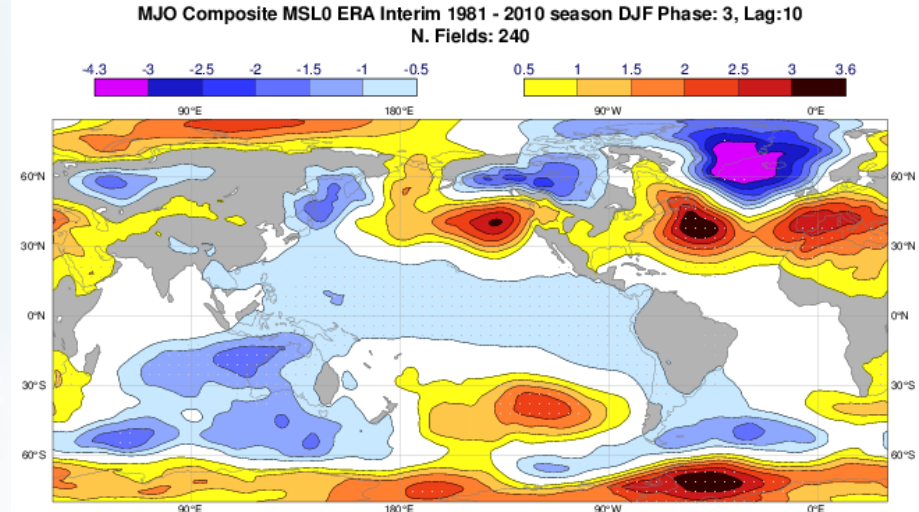 MJO Composite MSL0 ERA Interim 1981 - 2010 season DJF Phase: 3, Lag:10
N. Fields: 240
-4.3 -3 -2.5 -2 -1.5 -1 -0.5 0.5 1 1.5 2 2.5 3 3.6
90°E 180°E 90°W 0°E
60°N 60°N
30°N 30°N
0°N 0°N
30°S 30°S
60°S 60°S
90°E 180°E 90°W 0°E